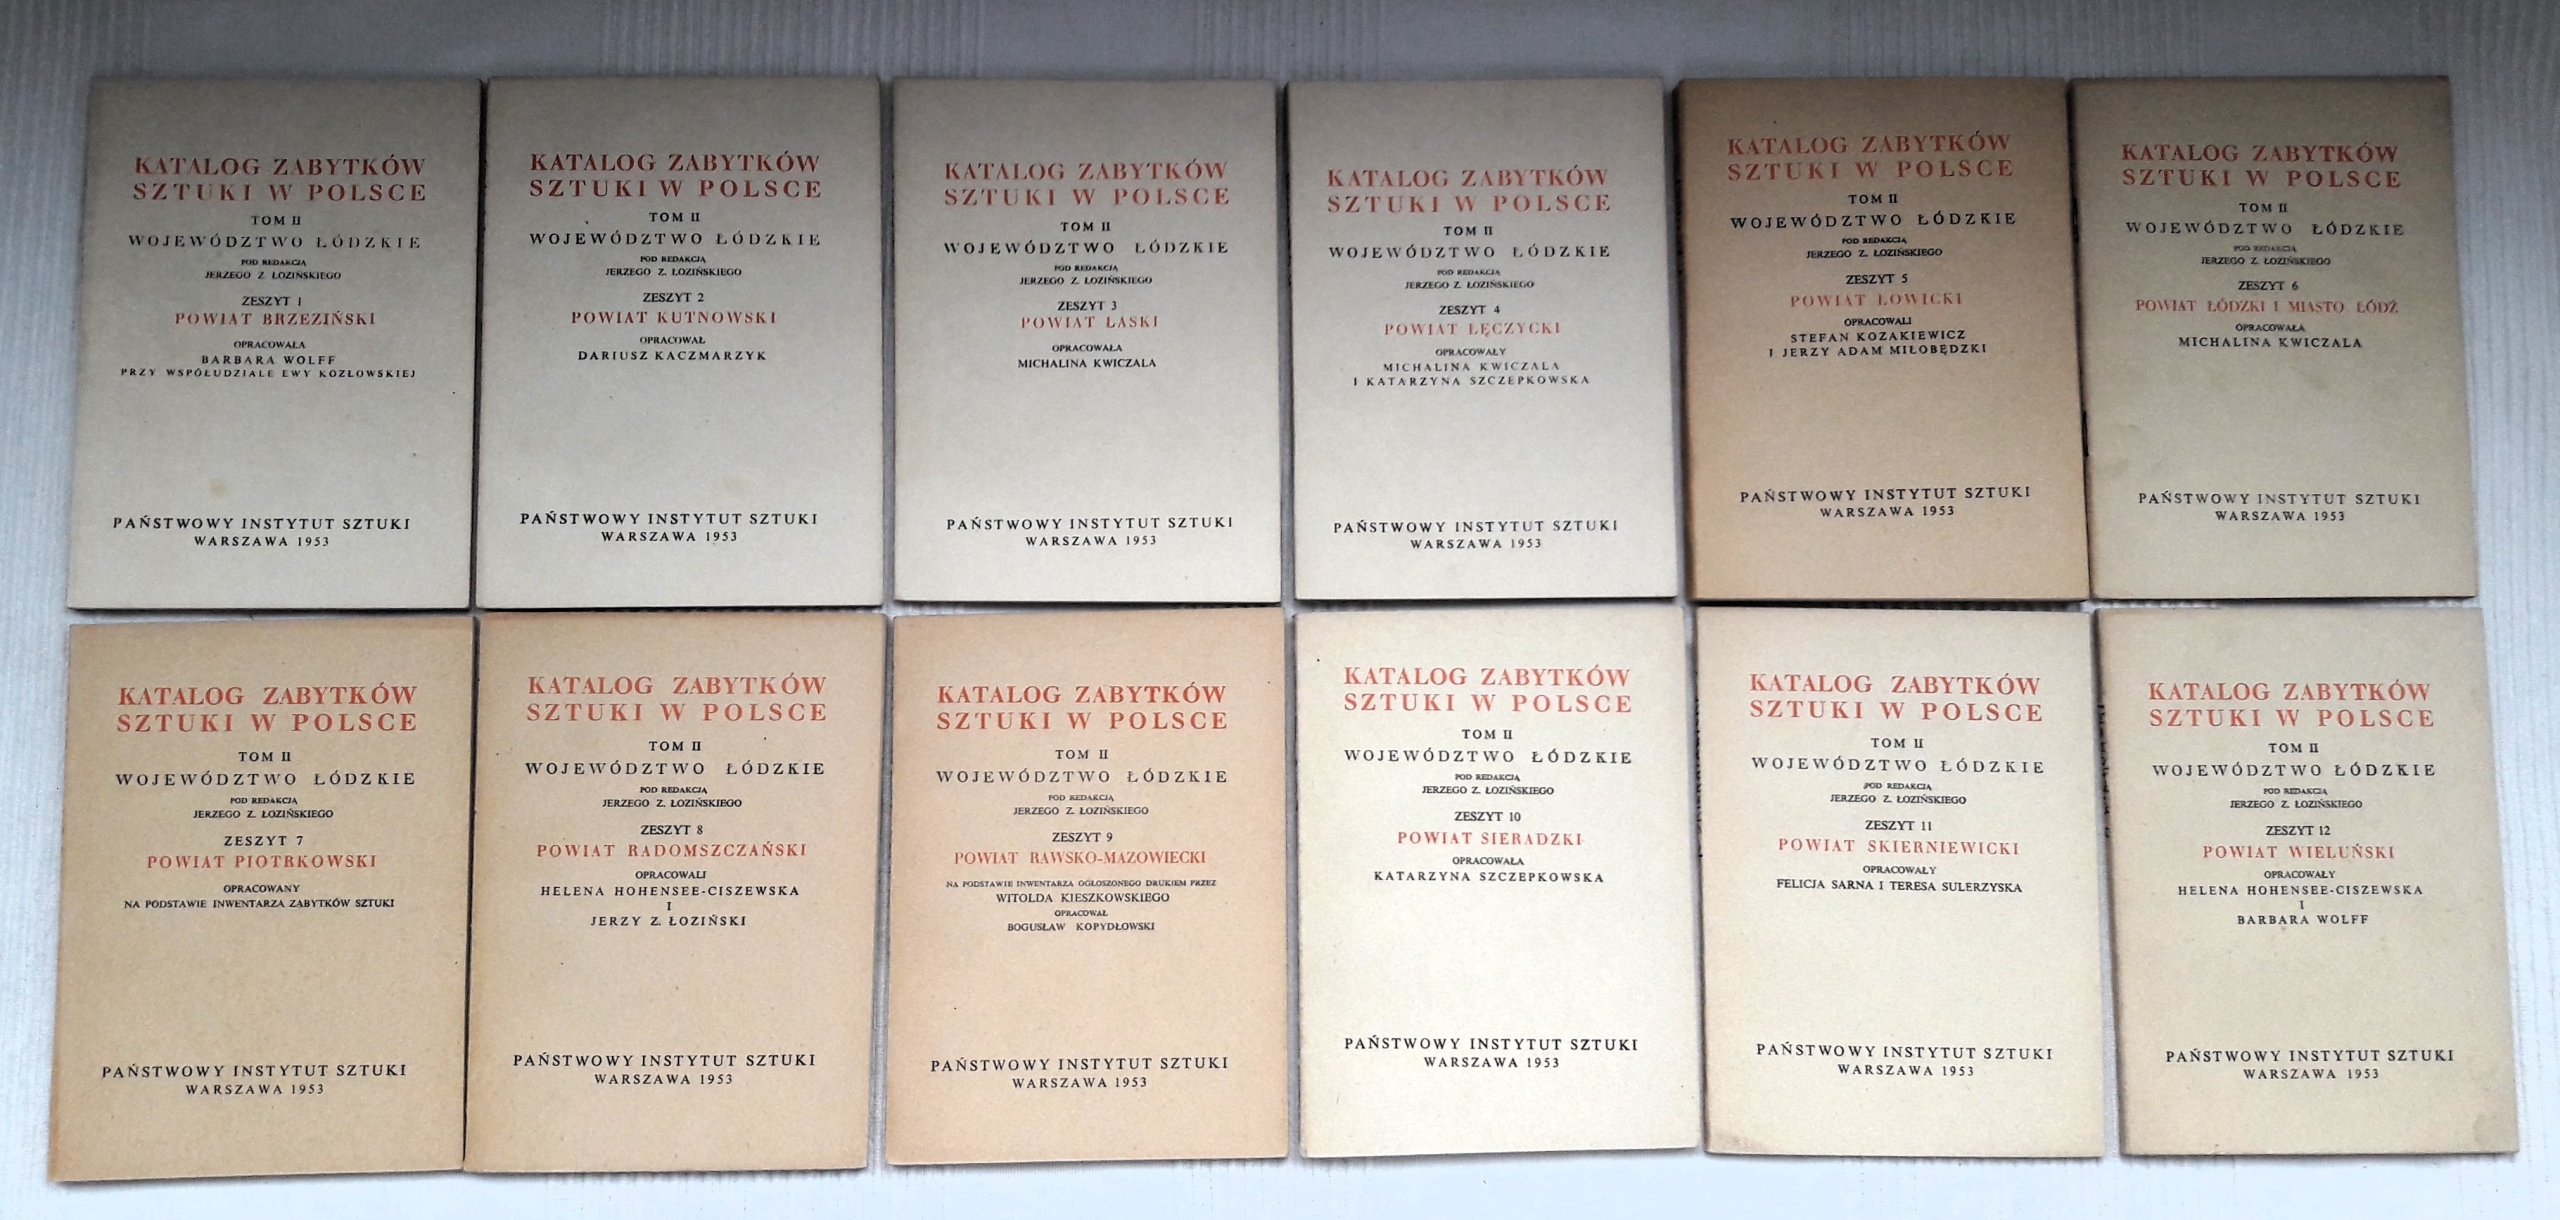 KATALOG ZABYTKÓW
SZTUKI W POLSCE
TOM II
WOJEWÓDZTWO ŁÓDZKIE
POD REDAKCJĄ
JERZEGO Z. ŁOZIŃSKIEGO
ZESZYT 1
POWIAT BRZEZIŃSKI
OPRACOWAŁA
BARBARA WOLFF
PRZY WSPÓŁUDZIALE EWY KOZŁOWSKIEJ
PAŃSTWOWY INSTYTUT SZTUKI
WARSZAWA 1953
KATALOG ZABYTKÓW
SZTUKI W POLSCE
TOM II
WOJEWÓDZTWO ŁÓDZKIE
POD REDAKCJĄ
JERZEGO Z. ŁOZIŃSKIEGO
ZESZYT 2
POWIAT KUTNOWSKI
OPRACOWAŁ
DARIUSZ KACZMARZYK
PAŃSTWOWY INSTYTUT SZTUKI
WARSZAWA 1953
KATALOG ZABYTKÓW
SZTUKI W POLSCE
TOM II
WOJEWÓDZTWO ŁÓDZKIE
POD REDAKCJĄ
JERZEGO Z. ŁOZIŃSKIEGO
ZESZYT 3
POWIAT ŁASKI
OPRACOWAŁA
MICHALINA KWICZALA
PAŃSTWOWY INSTYTUT SZTUKI
WARSZAWA 1953
KATALOG ZABYTKÓW
SZTUKI W POLSCE
TOM II
WOJEWÓDZTWO ŁÓDZKIE
POD REDAKCJĄ
JERZEGO Z. ŁOZIŃSKIEGO
ZESZYT 4
POWIAT ŁĘCZYCKI
OPRACOWAŁY
MICHALINA KWICZALA
I KATARZYNA SZCZEPKOWSKA
PAŃSTWOWY INSTYTUT SZTUKI
WARSZAWA 1953
KATALOG ZABYTKÓW
SZTUKI W POLSCE
TOM II
WOJEWÓDZTWO ŁÓDZKIE
POD REDAKCJĄ
JERZEGO Z. ŁOZIŃSKIEGO
ZESZYT 5
POWIAT ŁOWICKI
OPRACOWALI
STEFAN KOZAKIEWICZ
I JERZY ADAM MIŁOBĘDZKI
PAŃSTWOWY INSTYTUT SZTUKI
WARSZAWA 1953
KATALOG ZABYTKÓW
SZTUKI W POLSCE
TOM II
WOJEWÓDZTWO ŁÓDZKIE
POD REDAKCJĄ
JERZEGO Z. ŁOZIŃSKIEGO
ZESZYT 6
POWIAT ŁÓDZKI I MIASTO ŁÓDŹ
OPRACOWAŁA
MICHALINA KWICZALA
PAŃSTWOWY INSTYTUT SZTUKI
WARSZAWA 1953
KATALOG ZABYTKÓW
SZTUKI W POLSCE
TOM II
WOJEWÓDZTWO ŁÓDZKIE
POD REDAKCJĄ
JERZEGO Z. ŁOZIŃSKIEGO
ZESZYT 7
POWIAT PIOTRKOWSKI
OPRACOWANY
NA PODSTAWIE INWENTARZA ZABYTKÓW SZTUKI
PAŃSTWOWY INSTYTUT SZTUKI
WARSZAWA 1953
KATALOG ZABYTKÓW
SZTUKI W POLSCE
TOM II
WOJEWÓDZTWO ŁÓDZKIE
POD REDAKCJĄ
JERZEGO Z. ŁOZIŃSKIEGO
ZESZYT 8
POWIAT RADOMSZCZAŃSKI
OPRACOWALI
HELENA HOHENSEE-CISZEWSKA
I
JERZY Z. ŁOZIŃSKI
PAŃSTWOWY INSTYTUT SZTUKI
WARSZAWA 1953
KATALOG ZABYTKÓW
SZTUKI W POLSCE
TOM II
WOJEWÓDZTWO ŁÓDZKIE
POD REDAKCJĄ
JERZEGO Z. ŁOZIŃSKIEGO
ZESZYT 9
POWIAT RAWSKO-MAZOWIECKI
NA PODSTAWIE INWENTARZA OGŁOSZONEGO DRUKIEM PRZEZ
WITOLDA KIESZKOWSKIEGO
OPRACOWAŁ
BOGUSŁAW KOPYDŁOWSKI
PAŃSTWOWY INSTYTUT SZTUKI
WARSZAWA 1953
KATALOG ZABYTKÓW
SZTUKI W POLSCE
TOM II
WOJEWÓDZTWO ŁÓDZKIE
POD REDAKCJĄ
JERZEGO Z. ŁOZIŃSKIEGO
ZESZYT 10
POWIAT SIERADZKI
OPRACOWAŁA
KATARZYNA SZCZEPKOWSKA
PAŃSTWOWY INSTYTUT SZTUKI
WARSZAWA 1953
KATALOG ZABYTKÓW
SZTUKI W POLSCE
TOM II
WOJEWÓDZTWO ŁÓDZKIE
POD REDAKCJĄ
JERZEGO Z. ŁOZIŃSKIEGO
ZESZYT 11
POWIAT SKIERNIEWICKI
OPRACOWAŁY
FELICJA SARNA I TERESA SULERZYSKA
PAŃSTWOWY INSTYTUT SZTUKI
WARSZAWA 1953
KATALOG ZABYTKÓW
SZTUKI W POLSCE
TOM II
WOJEWÓDZTWO ŁÓDZKIE
POD REDAKCJĄ
JERZEGO Z. ŁOZIŃSKIEGO
ZESZYT 12
POWIAT WIELUŃSKI
OPRACOWAŁY
HELENA HOHENSEE-CISZEWSKA
I
BARBARA WOLFF
PAŃSTWOWY INSTYTUT SZTUKI
WARSZAWA 1953